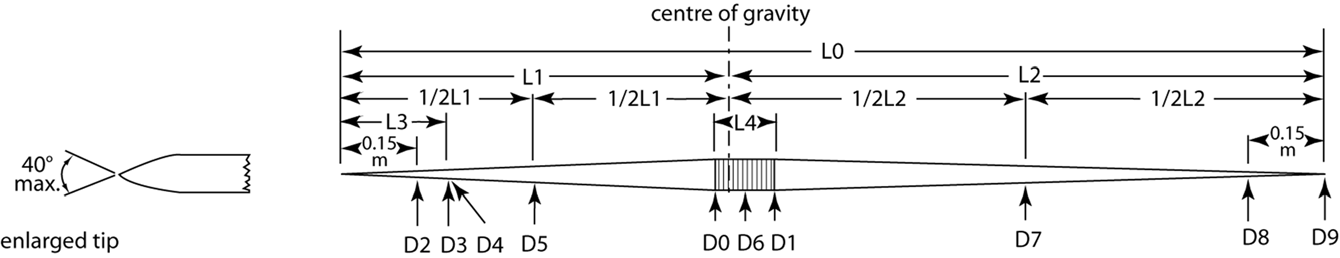 centre of gravity
L0
L1 L2
1/2L1 1/2L1 1/2L2 1/2L2
L3 L4
0.15 m 0.15 m
40° max.
enlarged tip
D2 D3 D4 D5 D0 D6 D1 D7 D8 D9